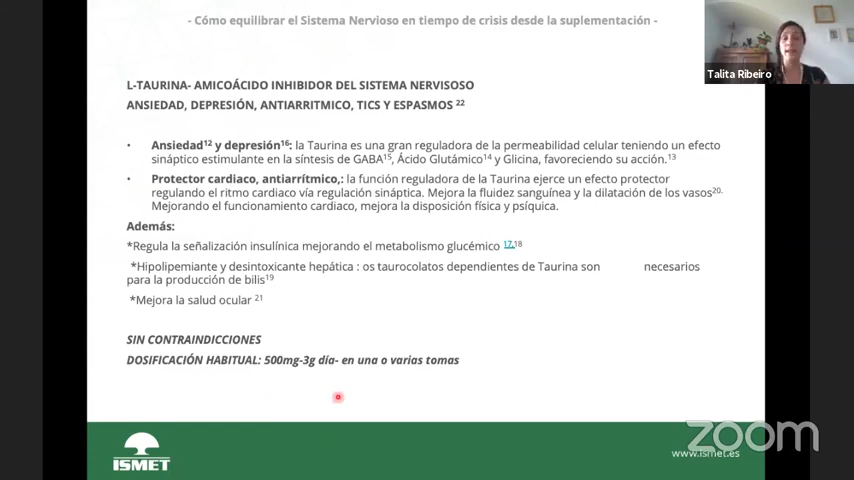 - Cómo equilibrar el Sistema Nervioso en tiempo de crisis desde la suplementación -
Talita Ribeiro
L-TAURINA- AMICOÁCIDO INHIBIDOR DEL SISTEMA NERVISOSO
ANSIEDAD, DEPRESIÓN, ANTIARRITMICO, TICS Y ESPASMOS 22
• Ansiedad12 y depresión16: la Taurina es una gran reguladora de la permeabilidad celular teniendo un efecto
sináptico estimulante en la síntesis de GABA15, Ácido Glutámico14 y Glicina, favoreciendo su acción.13
• Protector cardiaco, antiarrítmico,: la función reguladora de la Taurina ejerce un efecto protector
regulando el ritmo cardiaco vía regulación sináptica. Mejora la fluidez sanguínea y la dilatación de los vasos20.
Mejorando el funcionamiento cardiaco, mejora la disposición física y psíquica.
Además:
*Regula la señalización insulínica mejorando el metabolismo glucémico 17,18
*Hipolipemiante y desintoxicante hepática : os taurocolatos dependientes de Taurina son necesarios
para la producción de bilis19
*Mejora la salud ocular 21
SIN CONTRAINDICCIONES
DOSIFICACIÓN HABITUAL: 500mg-3g día- en una o varias tomas
ISMET
www.ismet.es
zoom